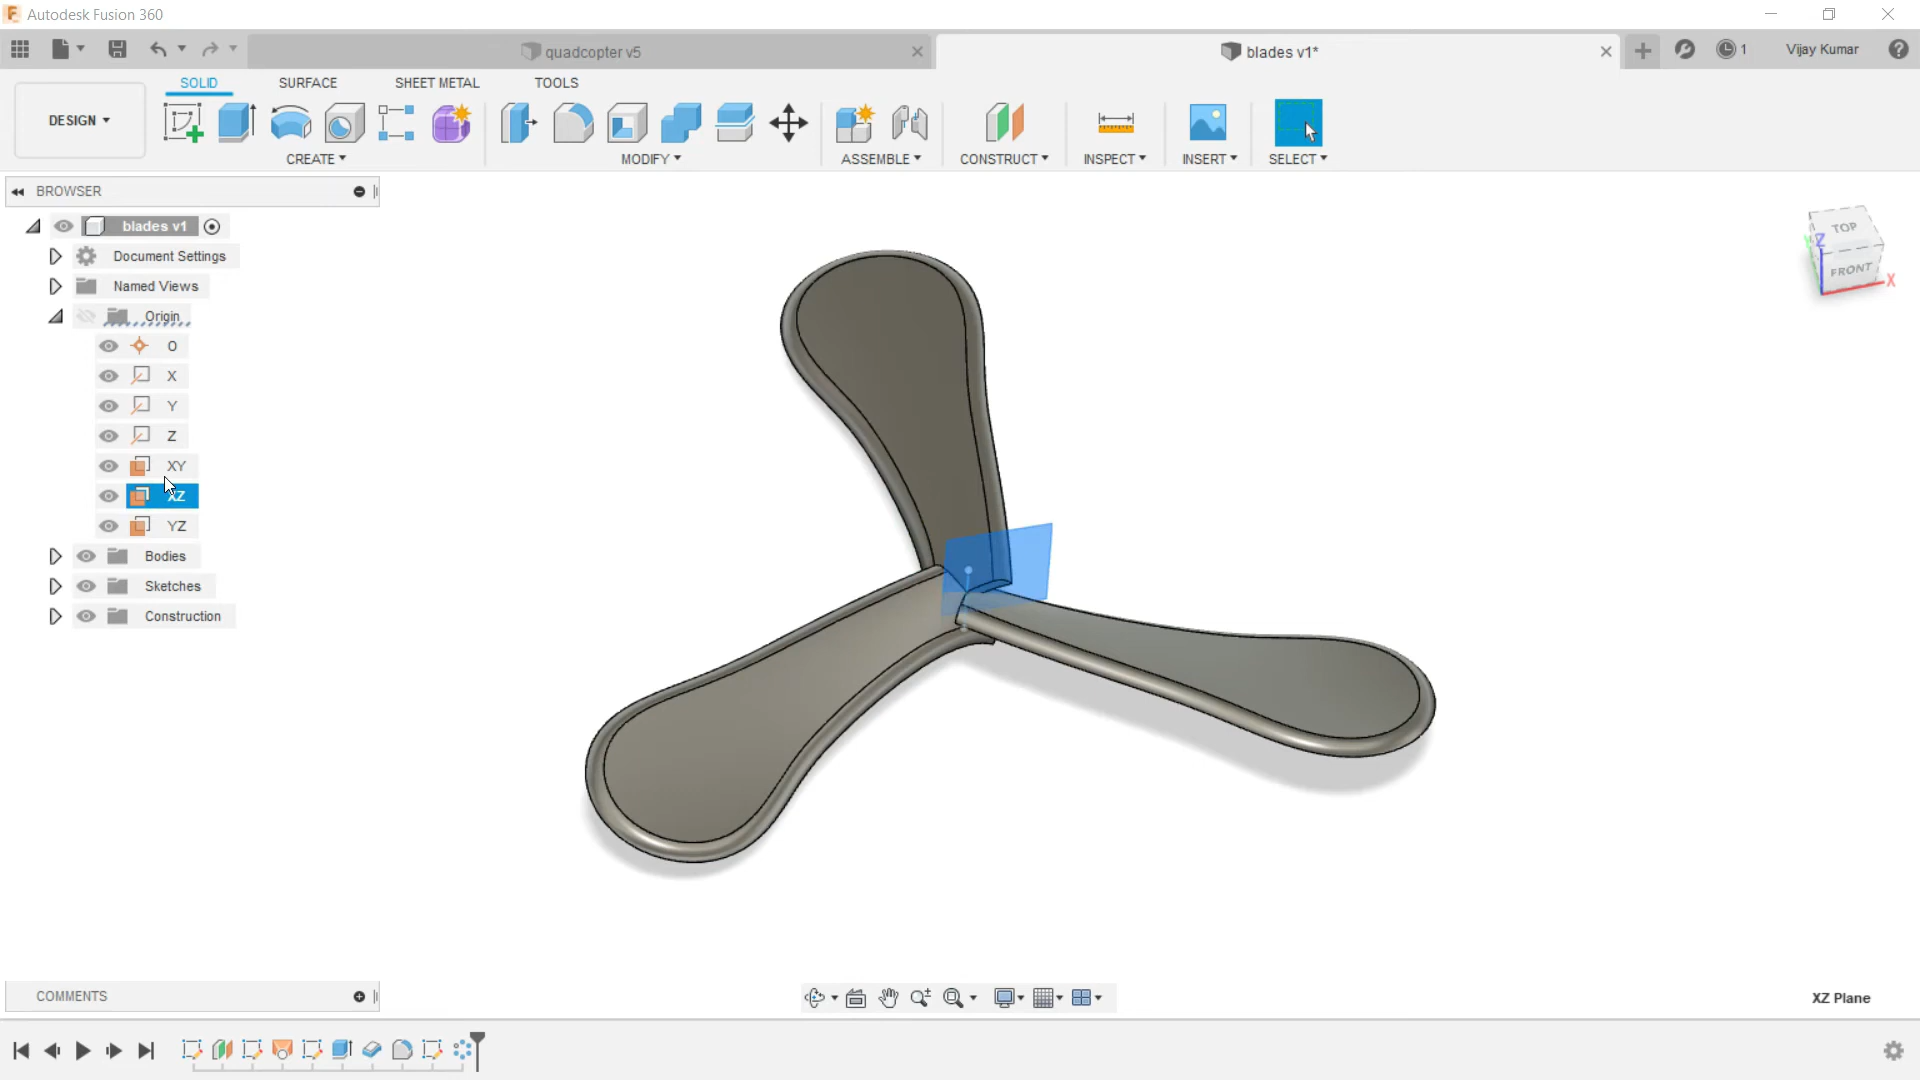 Autodesk Fusion 360
quadcopter v5
blades v1*
1
Vijay Kumar
SOLID
SURFACE
SHEET METAL
TOOLS
DESIGN
CREATE
MODIFY
ASSEMBLE
CONSTRUCT
INSPECT
INSERT
SELECT
BROWSER
blades v1
Document Settings
Named Views
Origin
O
X
Y
Z
XY
XZ
YZ
Bodies
Sketches
Construction
TOP
FRONT
Z
X
COMMENTS
XZ Plane